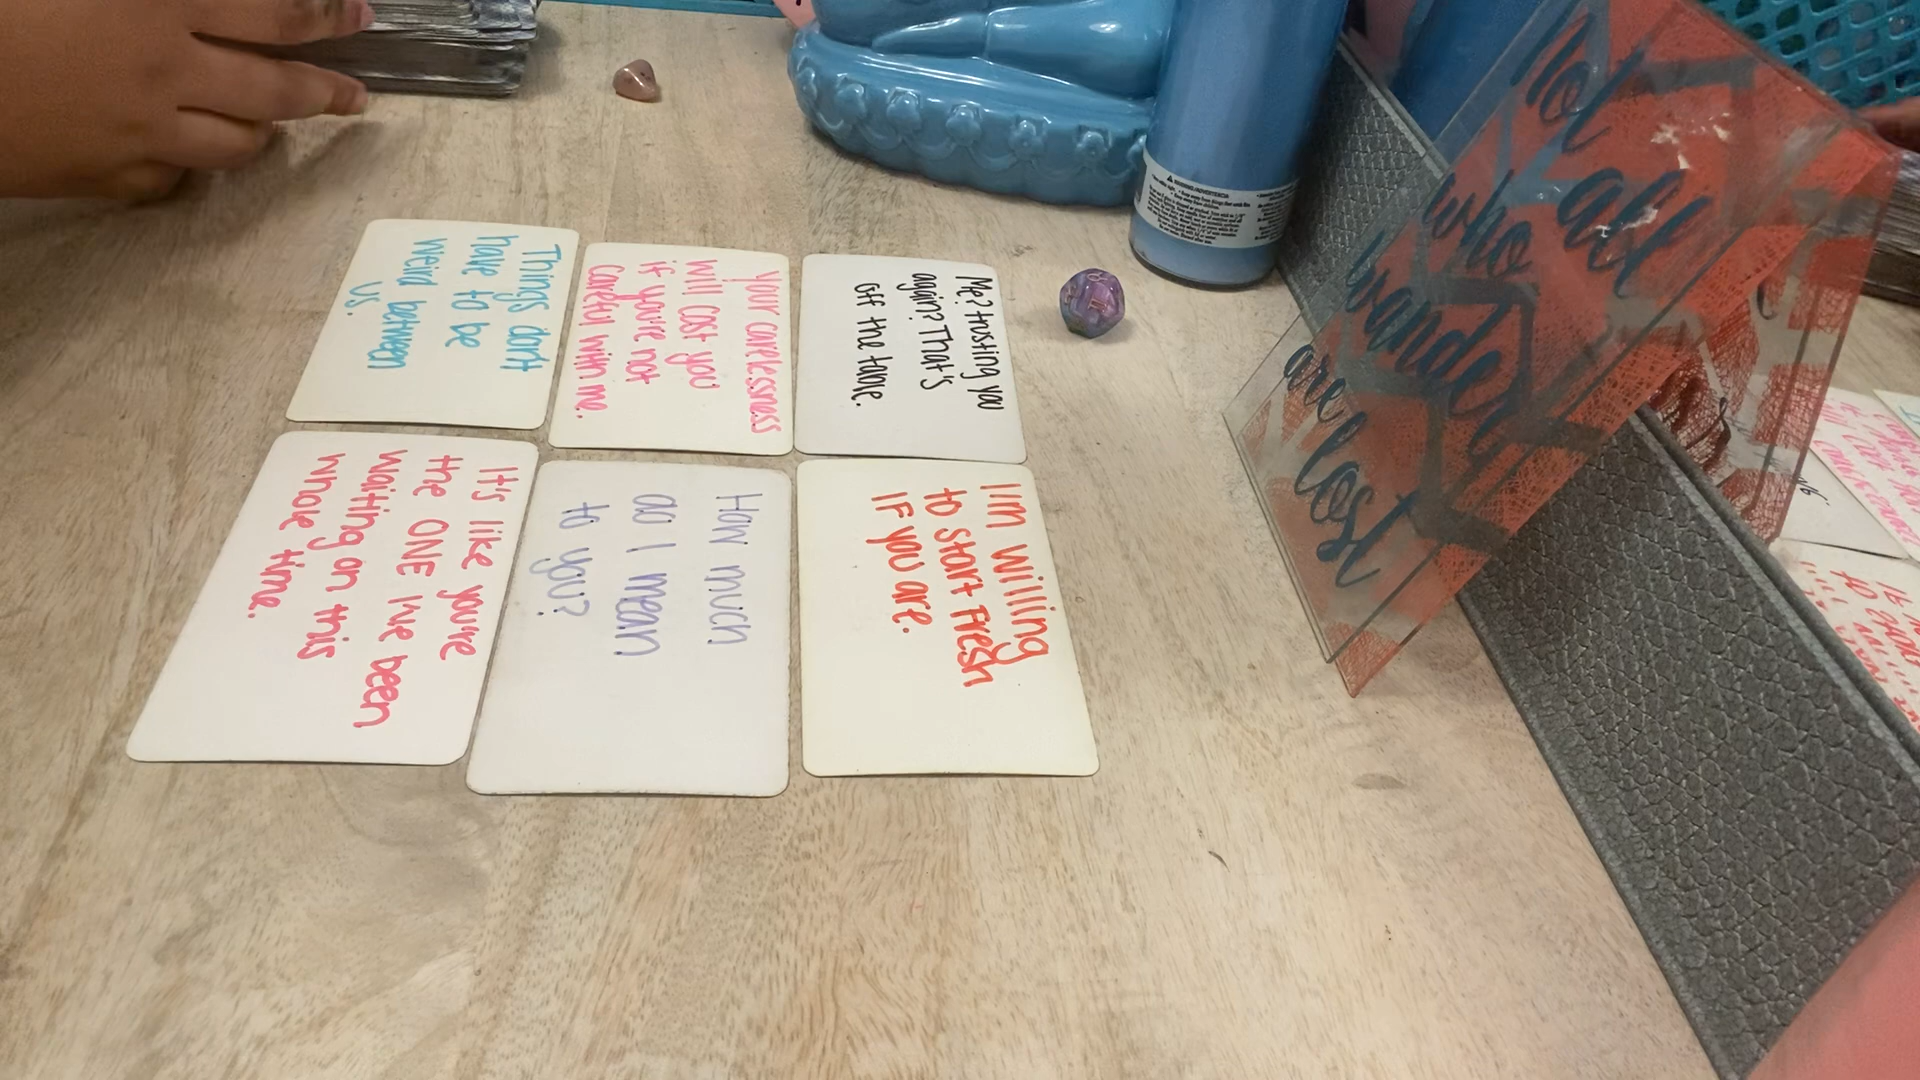 Things don't
have to be
weird between
us.
your carelessness
will cost you
if you're not
careful with me.
Me? trusting you
again? That's
off the table.
It's like you're
the ONE I've been
waiting on this
whole time.
How much
do I mean
to you?
I'm willing
to start fresh
IF you are.
WARNING/ADVERTENCIA
not all
who
wander
are lost